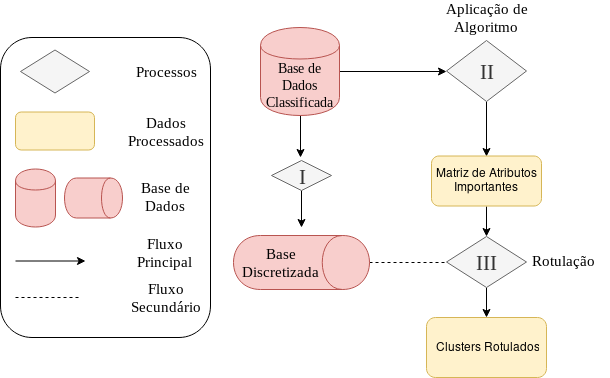 Processos
Dados
Processados
Base de
Dados
Fluxo
Principal
Fluxo
Secundário
Base de
Dados
Classificada
I
Base
Discretizada
Aplicação de
Algoritmo
II
Matriz de Atributos
Importantes
III
Rotulação
Clusters Rotulados